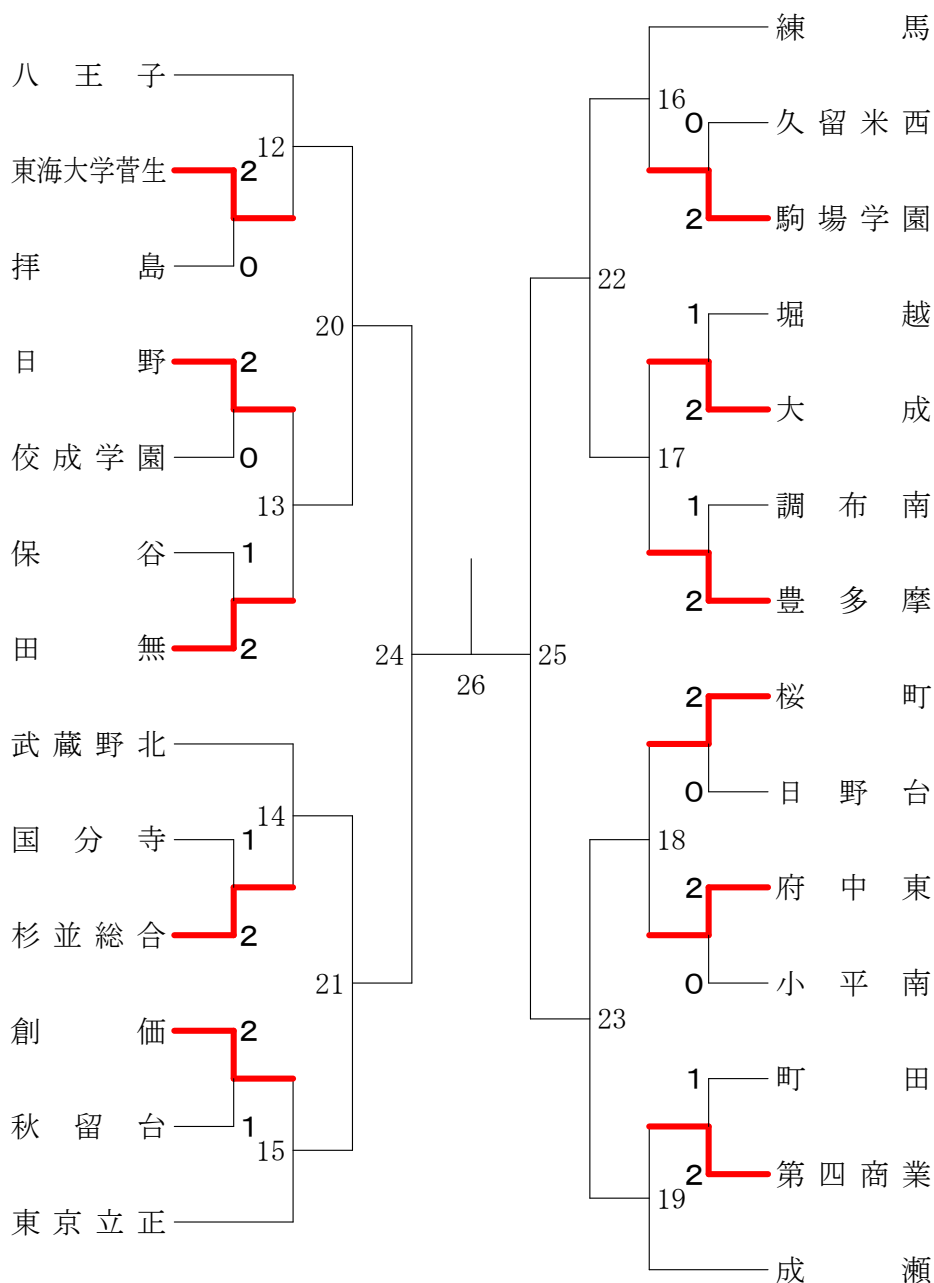 八王子
12
東海大学菅生
2
拝島
0
20
日野
2
佼成学園
0
13
保谷
1
田無
2
24
武蔵野北
14
国分寺
1
杉並総合
2
21
創価
2
秋留台
1
15
東京立正
26
練馬
16
0
久留米西
2
駒場学園
22
1
堀越
2
大成
17
1
調布南
2
豊多摩
25
2
桜町
0
日野台
18
2
府中東
0
小平南
23
1
町田
2
第四商業
19
成瀬